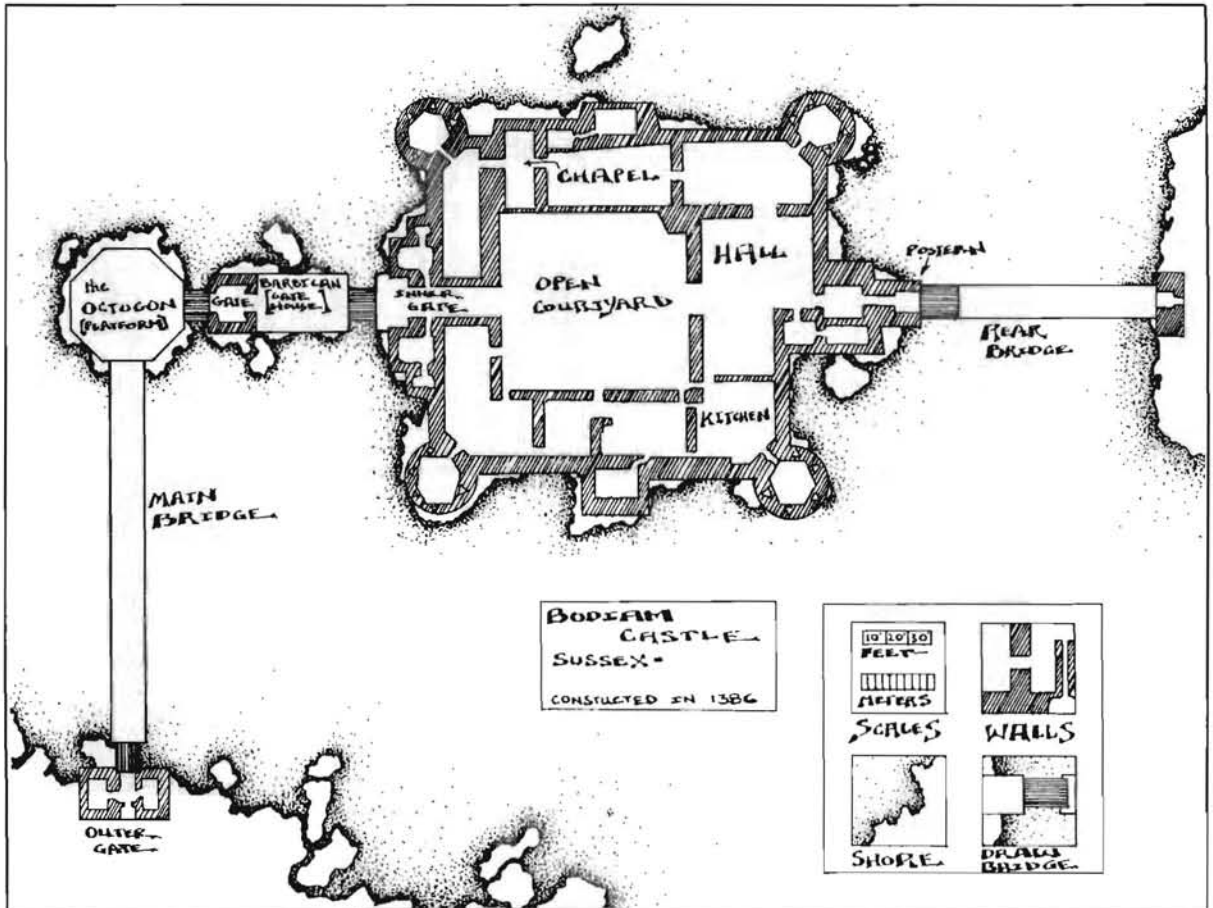 CHAPEL
HALL
POSTERN
the
OCTOGON
[PLATFORM]
GATE
BARBICAN
[GATE
HOUSE]
INNER
GATE
OPEN
COURTYARD
REAR
BRIDGE
KITCHEN
MAIN
BRIDGE
BODIAM
CASTLE
SUSSEX-
CONSTUCTED IN 1386
10' 20' 30'
FEET
METERS
SCALES
WALLS
OUTER
GATE
SHORE
DRAW
BRIDGE